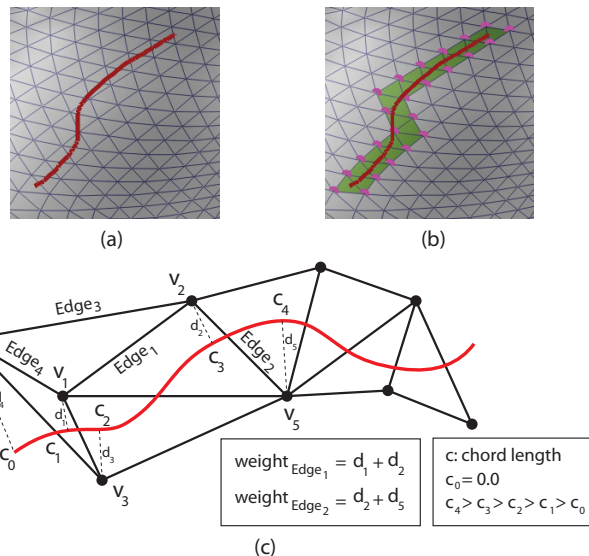 (a)
(b)
Edge3
V2
Edge4
Edge1
d2
C4
C3
Edge2
d5
V1
d
C2
C0
C1
d3
V5
V3
weight Edge1 = d1 + d2
weight Edge2 = d2 + d5
c: chord length
c0 = 0.0
c4 > c3 > c2 > c1 > c0
(c)